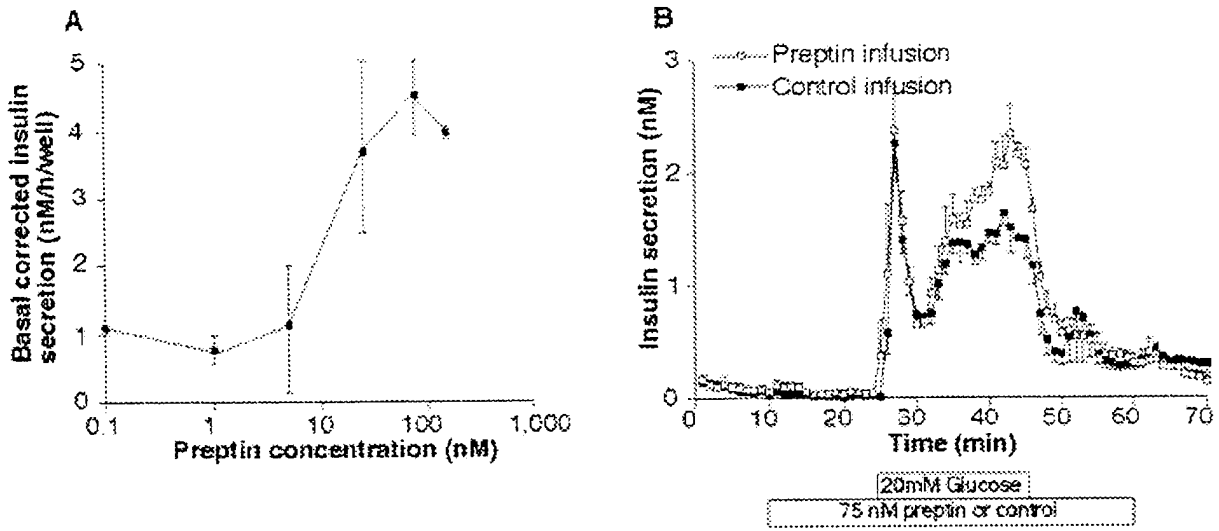 A
Basal corrected insulin
secretion (nM/h/well)
5
4
3
2
1
0
0.1
1
10
100
1,000
Preptin concentration (nM)
B
Preptin infusion
Control infusion
Insulin secretion (nM)
3
2
1
0
0
10
20
30
40
50
60
70
Time (min)
20mM Glucose
75 nM preptin or control